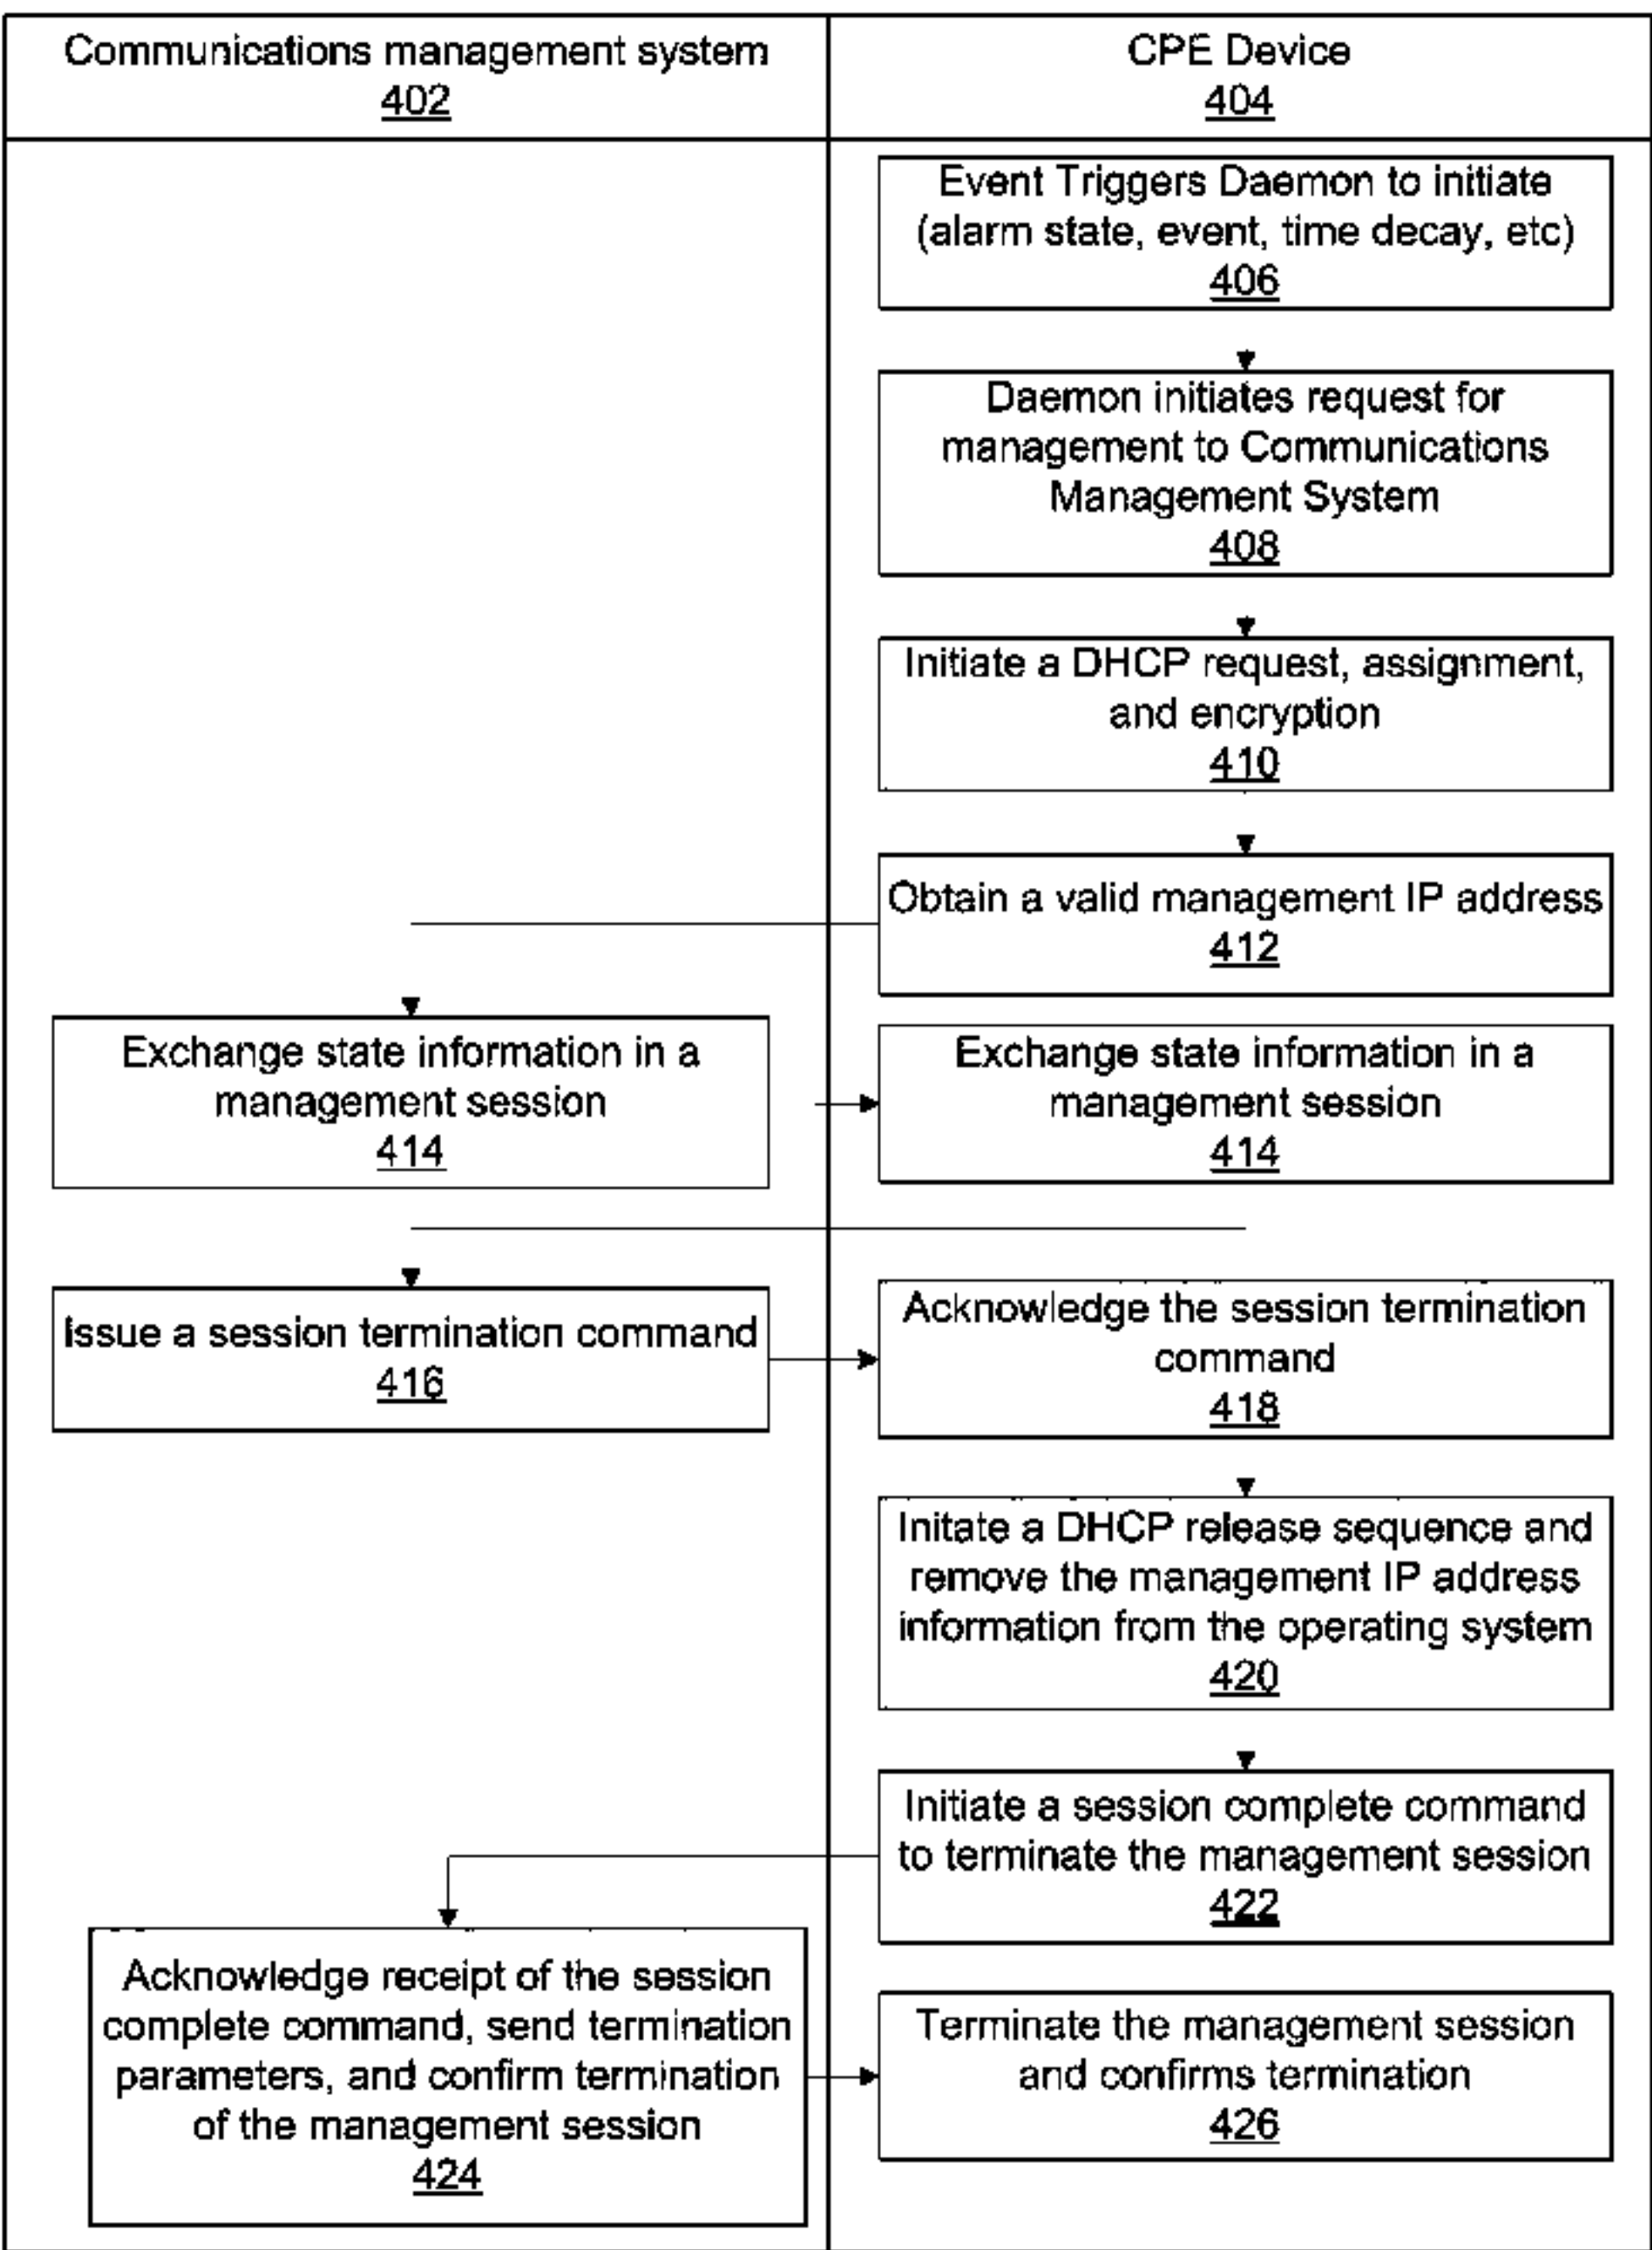 Communications management system
402
CPE Device
404
Event Triggers Daemon to initiate
(alarm state, event, time decay, etc)
406
Daemon initiates request for
management to Communications
Management System
408
Initiate a DHCP request, assignment,
and encryption
410
Obtain a valid management IP address
412
Exchange state information in a
management session
414
Exchange state information in a
management session
414
Issue a session termination command
416
Acknowledge the session termination
command
418
Initate a DHCP release sequence and
remove the management IP address
information from the operating system
420
Initiate a session complete command
to terminate the management session
422
Acknowledge receipt of the session
complete command, send termination
parameters, and confirm termination
of the management session
424
Terminate the management session
and confirms termination
426